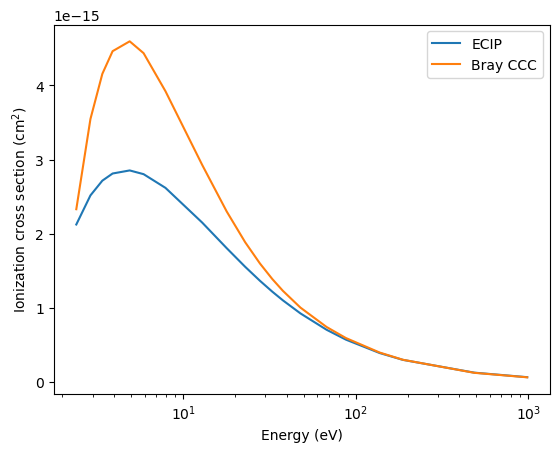 1e−15
ECIP
Bray CCC
4
3
2
1
0
Ionization cross section (cm²)
10¹
10²
10³
Energy (eV)